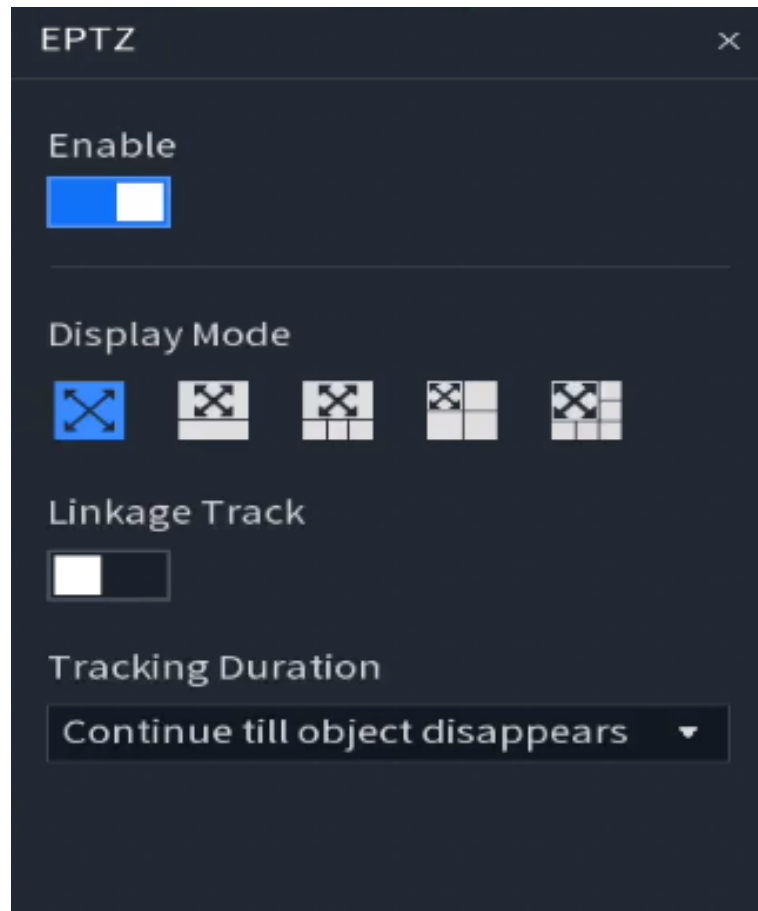 EPTZ
Enable
Display Mode
Linkage Track
Tracking Duration
Continue till object disappears